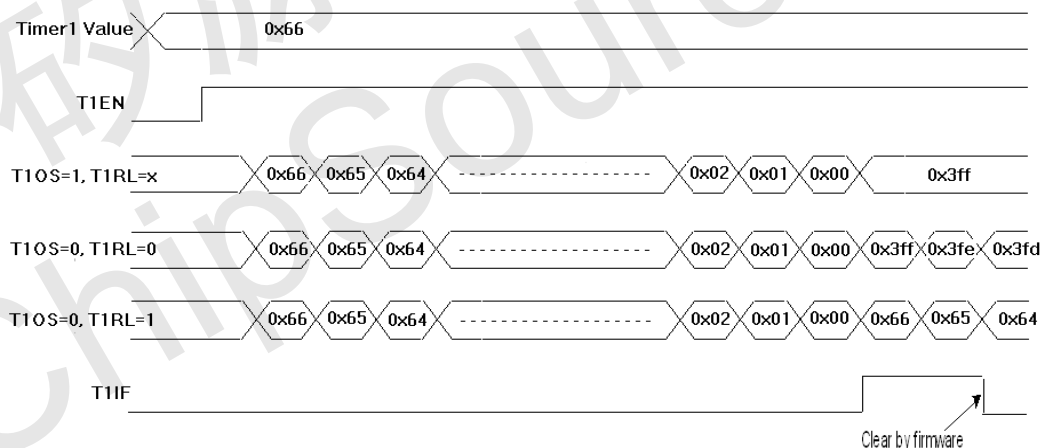 Timer1 Value 0x66
T1EN
T1OS=1, T1RL=x 0x66 0x65 0x64 0x02 0x01 0x00 0x3ff
T1OS=0, T1RL=0 0x66 0x65 0x64 0x02 0x01 0x00 0x3ff 0x3fe 0x3fd
T1OS=0, T1RL=1 0x66 0x65 0x64 0x02 0x01 0x00 0x66 0x65 0x64
T1IF
Clear by firmware
ChipSourc